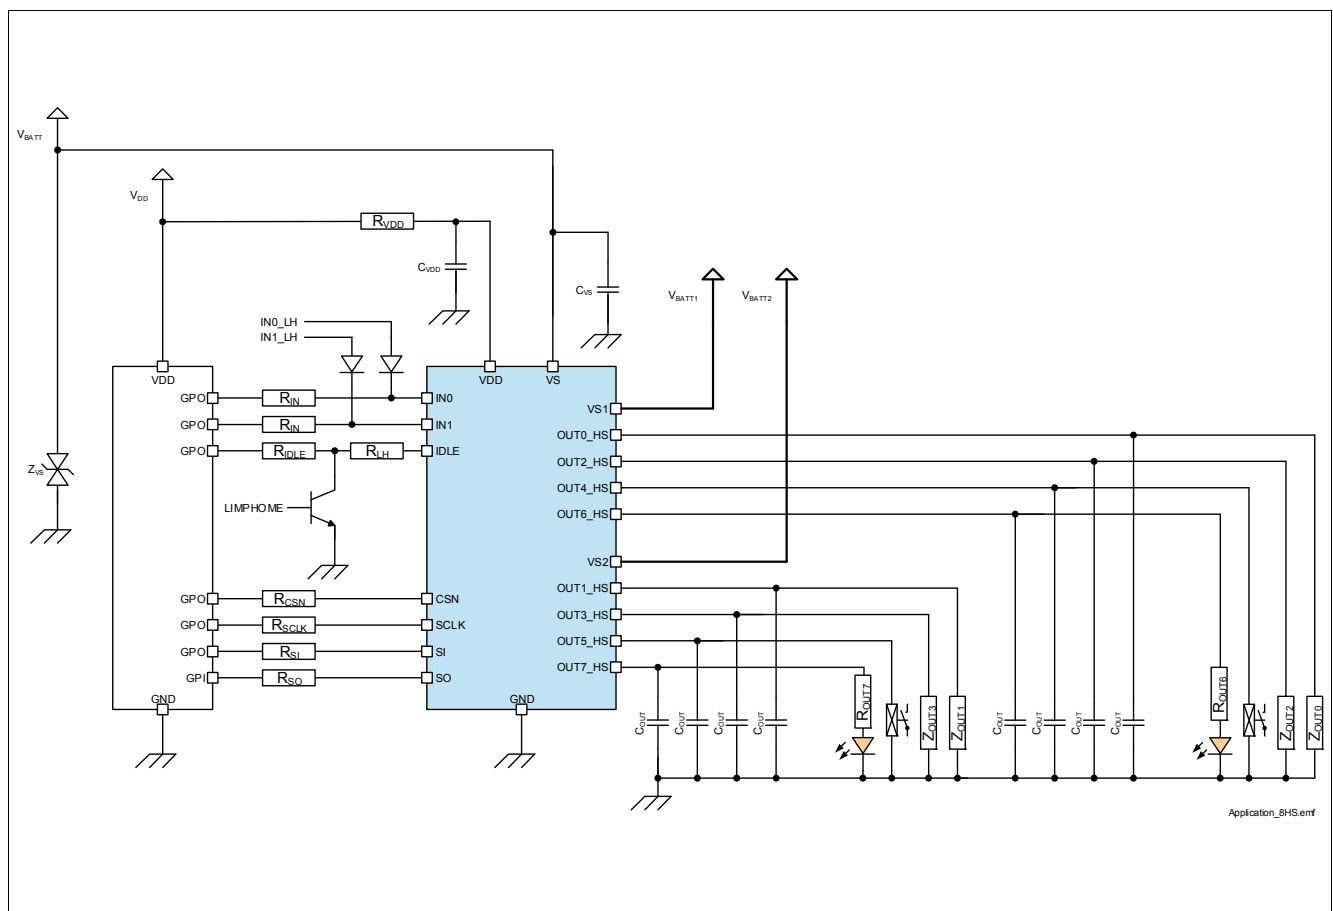 VBATT
VDD
RVDD
CVDD
CVS
VBATT1
VBATT2
IN0_LH
IN1_LH
VDD
VDD
VS
GPO
RIN
IN0
VS1
GPO
RIN
IN1
OUT0_HS
GPO
RIDLE
RLH
IDLE
OUT2_HS
ZVS
OUT4_HS
LIMPHOME
OUT6_HS
VS2
OUT1_HS
GPO
RCSN
CSN
OUT3_HS
GPO
RSCLK
SCLK
OUT5_HS
GPO
RSI
SI
OUT7_HS
GPI
RSO
SO
GND
GND
COUT
COUT
COUT
COUT
ROUT7
ZOUT3
ZOUT1
COUT
COUT
COUT
COUT
ROUT6
ZOUT2
ZOUT0
Application_8HS.emf